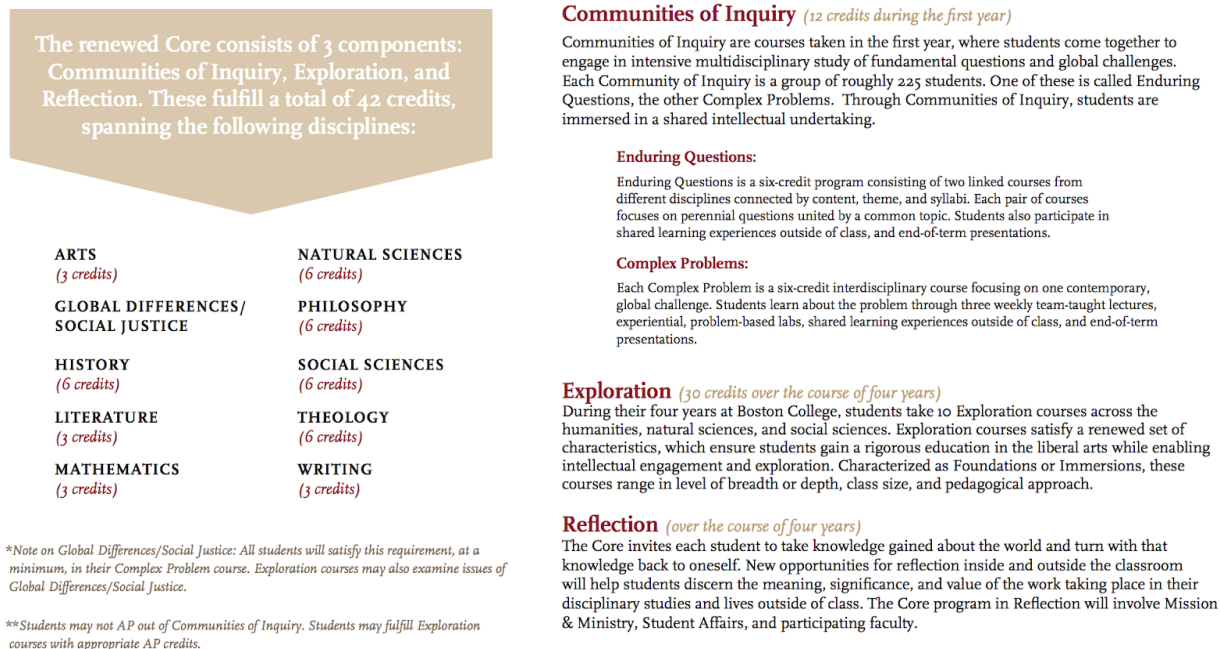 The renewed Core consists of 3 components:
Communities of Inquiry, Exploration, and
Reflection. These fulfill a total of 42 credits,
spanning the following disciplines:
ARTS
(3 credits)
GLOBAL DIFFERENCES/
SOCIAL JUSTICE
HISTORY
(6 credits)
LITERATURE
(3 credits)
MATHEMATICS
(3 credits)
NATURAL SCIENCES
(6 credits)
PHILOSOPHY
(6 credits)
SOCIAL SCIENCES
(6 credits)
THEOLOGY
(6 credits)
WRITING
(3 credits)
*Note on Global Differences/Social Justice: All students will satisfy this requirement, at a
minimum, in their Complex Problem course. Exploration courses may also examine issues of
Global Differences/Social Justice.
**Students may not AP out of Communities of Inquiry. Students may fulfill Exploration
courses with appropriate AP credits.
Communities of Inquiry (12 credits during the first year)
Communities of Inquiry are courses taken in the first year, where students come together to
engage in intensive multidisciplinary study of fundamental questions and global challenges.
Each Community of Inquiry is a group of roughly 225 students. One of these is called Enduring
Questions, the other Complex Problems. Through Communities of Inquiry, students are
immersed in a shared intellectual undertaking.
Enduring Questions:
Enduring Questions is a six-credit program consisting of two linked courses from
different disciplines connected by content, theme, and syllabi. Each pair of courses
focuses on perennial questions united by a common topic. Students also participate in
shared learning experiences outside of class, and end-of-term presentations.
Complex Problems:
Each Complex Problem is a six-credit interdisciplinary course focusing on one contemporary,
global challenge. Students learn about the problem through three weekly team-taught lectures,
experiential, problem-based labs, shared learning experiences outside of class, and end-of-term
presentations.
Exploration (30 credits over the course of four years)
During their four years at Boston College, students take 10 Exploration courses across the
humanities, natural sciences, and social sciences. Exploration courses satisfy a renewed set of
characteristics, which ensure students gain a rigorous education in the liberal arts while enabling
intellectual engagement and exploration. Characterized as Foundations or Immersions, these
courses range in level of breadth or depth, class size, and pedagogical approach.
Reflection (over the course of four years)
The Core invites each student to take knowledge gained about the world and turn with that
knowledge back to oneself. New opportunities for reflection inside and outside the classroom
will help students discern the meaning, significance, and value of the work taking place in their
disciplinary studies and lives outside of class. The Core program in Reflection will involve Mission
& Ministry, Student Affairs, and participating faculty.